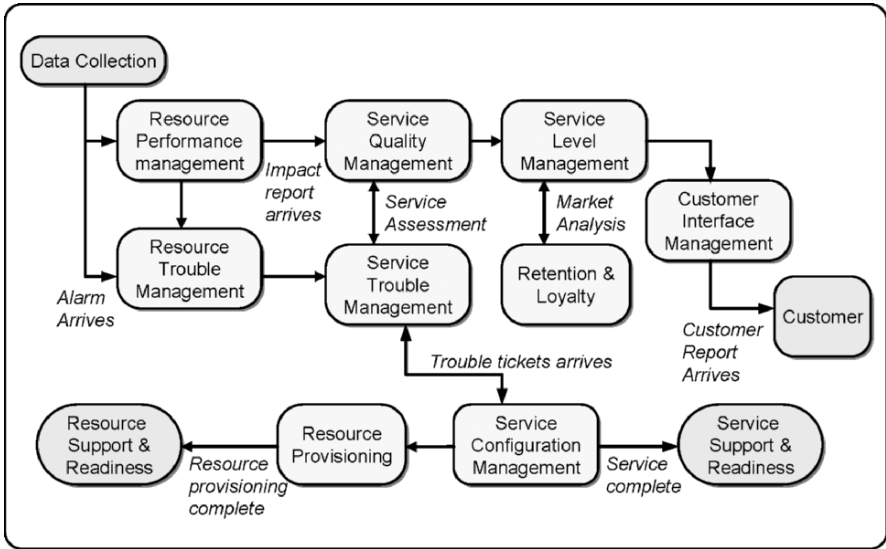 Data Collection
Resource
Performance
management
Impact
report
arrives
Service
Quality
Management
Service
Level
Management
Service
Assessment
Market
Analysis
Customer
Interface
Management
Resource
Trouble
Management
Alarm
Arrives
Service
Trouble
Management
Retention &
Loyalty
Customer
Customer
Report
Arrives
Trouble tickets arrives
Resource
Support &
Readiness
Resource
provisioning
complete
Resource
Provisioning
Service
Configuration
Management
Service
complete
Service
Support &
Readiness